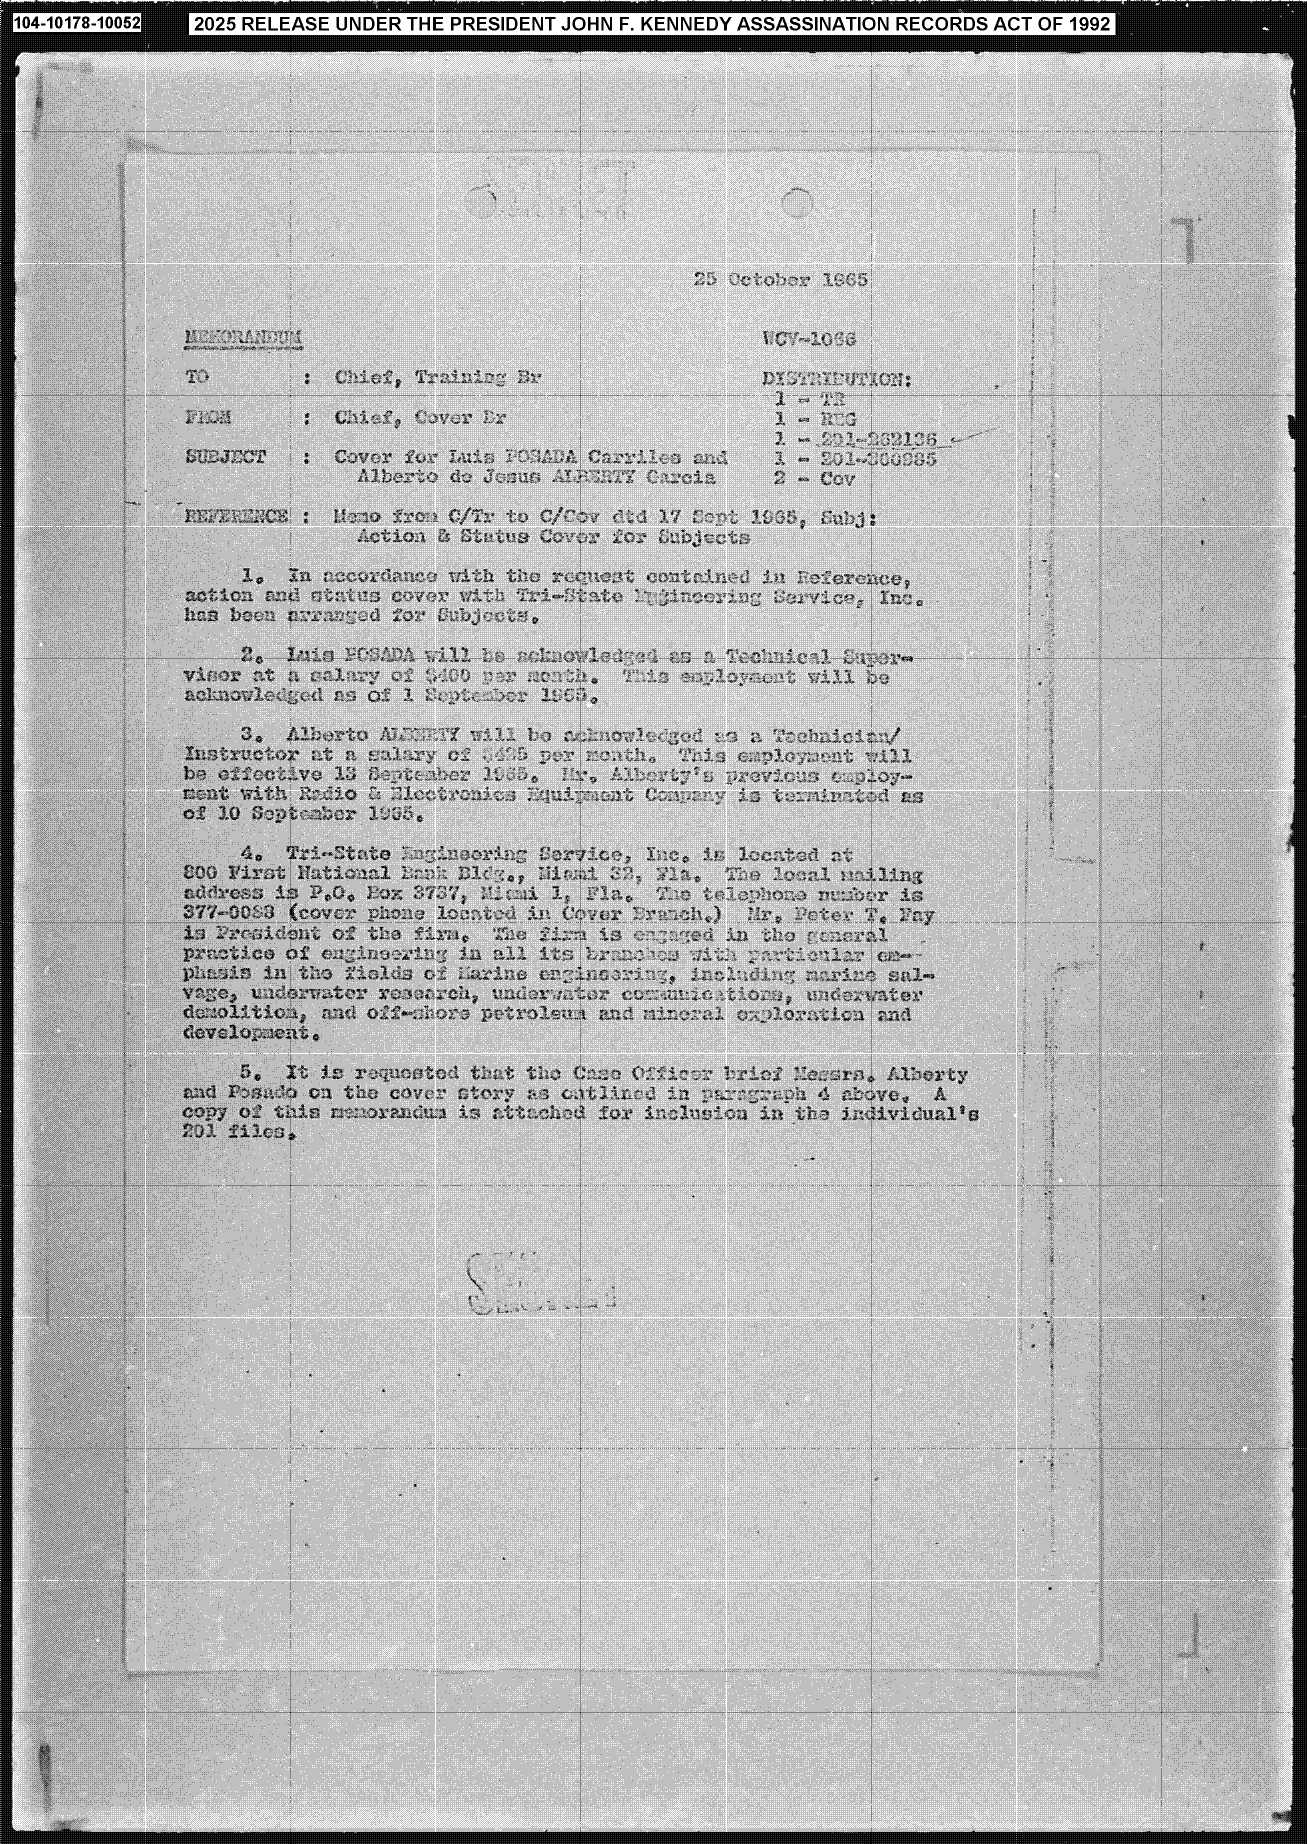 104-10178-10052
2025 RELEASE UNDER THE PRESIDENT JOHN F. KENNEDY ASSASSINATION RECORDS ACT OF 1992
25 October 1965
MEMORANDUM
WCV-1066
TO : Chief, Training Br
DISTRIBUTION:
1 - TR
FROM : Chief, Cover Br
1 - REG
1 - 201-
SUBJECT : Cover for Luis POSADA Carriles and
1 - 201-
Alberto de Jesus ALBERTY Garcia
2 - Cov
REFERENCE : Memo from C/Tr to C/Cov dtd 17 Sept 1965, Subj:
Action & Status Cover for Subjects
1. In accordance with the request contained in Reference,
action and status cover with Tri-State Engineering Service, Inc.
has been arranged for Subjects.
2. Luis POSADA will be acknowledged as a Technical Super-
visor at a salary of $400 per month. This employment will be
acknowledged as of 1 September 1965.
3. Alberto ALBERTY will be acknowledged as a Technician/
Instructor at a salary of per month. This employment will
be effective 13 September 1965. Mr. Alberty's previous employ-
ment with Radio & Electronics Equipment Company is terminated as
of 10 September 1965.
4. Tri-State Engineering Service, Inc. is located at
800 First National Bank Bldg., Miami 32, Fla. The local mailing
address is P.O. Box 3737, Miami 1, Fla. The telephone number is
(cover phone located in Cover Branch.) Mr. Peter T. Fay
is President of the firm. The firm is engaged in the general
practice of engineering in all its branches with particular em-
phasis in the fields of Marine engineering, including marine sal-
vage, underwater research, underwater communications, underwater
demolition, and off-shore petroleum and mineral exploration and
development.
5. It is requested that the Case Officer brief Messrs. Alberty
and Posado on the cover story as outlined in paragraph 4 above. A
copy of this memorandum is attached for inclusion in the individual's
201 files.